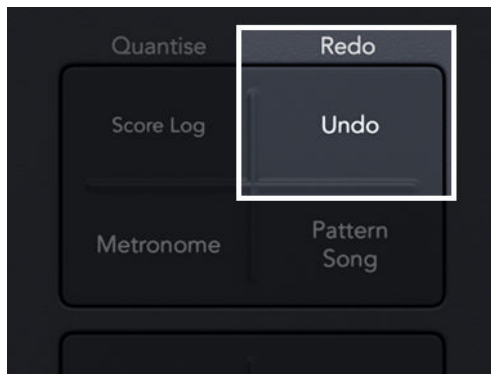 Quantise
Redo
Score Log
Undo
Metronome
Pattern
Song